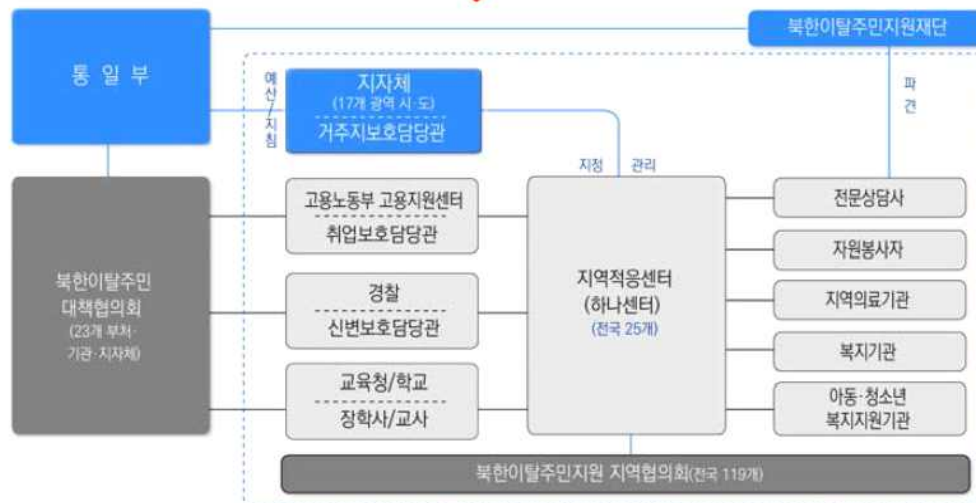 북한이탈주민지원재단
통 일 부
예산/지침
지자체
(17개 광역 시·도)
거주지보호담당관
파견
지정 관리
고용노동부 고용지원센터
취업보호담당관
전문상담사
자원봉사자
북한이탈주민
대책협의회
(23개 부처·
기관·지자체)
경찰
신변보호담당관
지역적응센터
(하나센터)
(전국 25개)
지역의료기관
복지기관
교육청/학교
장학사/교사
아동·청소년
복지지원기관
북한이탈주민지원 지역협의회(전국 119개)